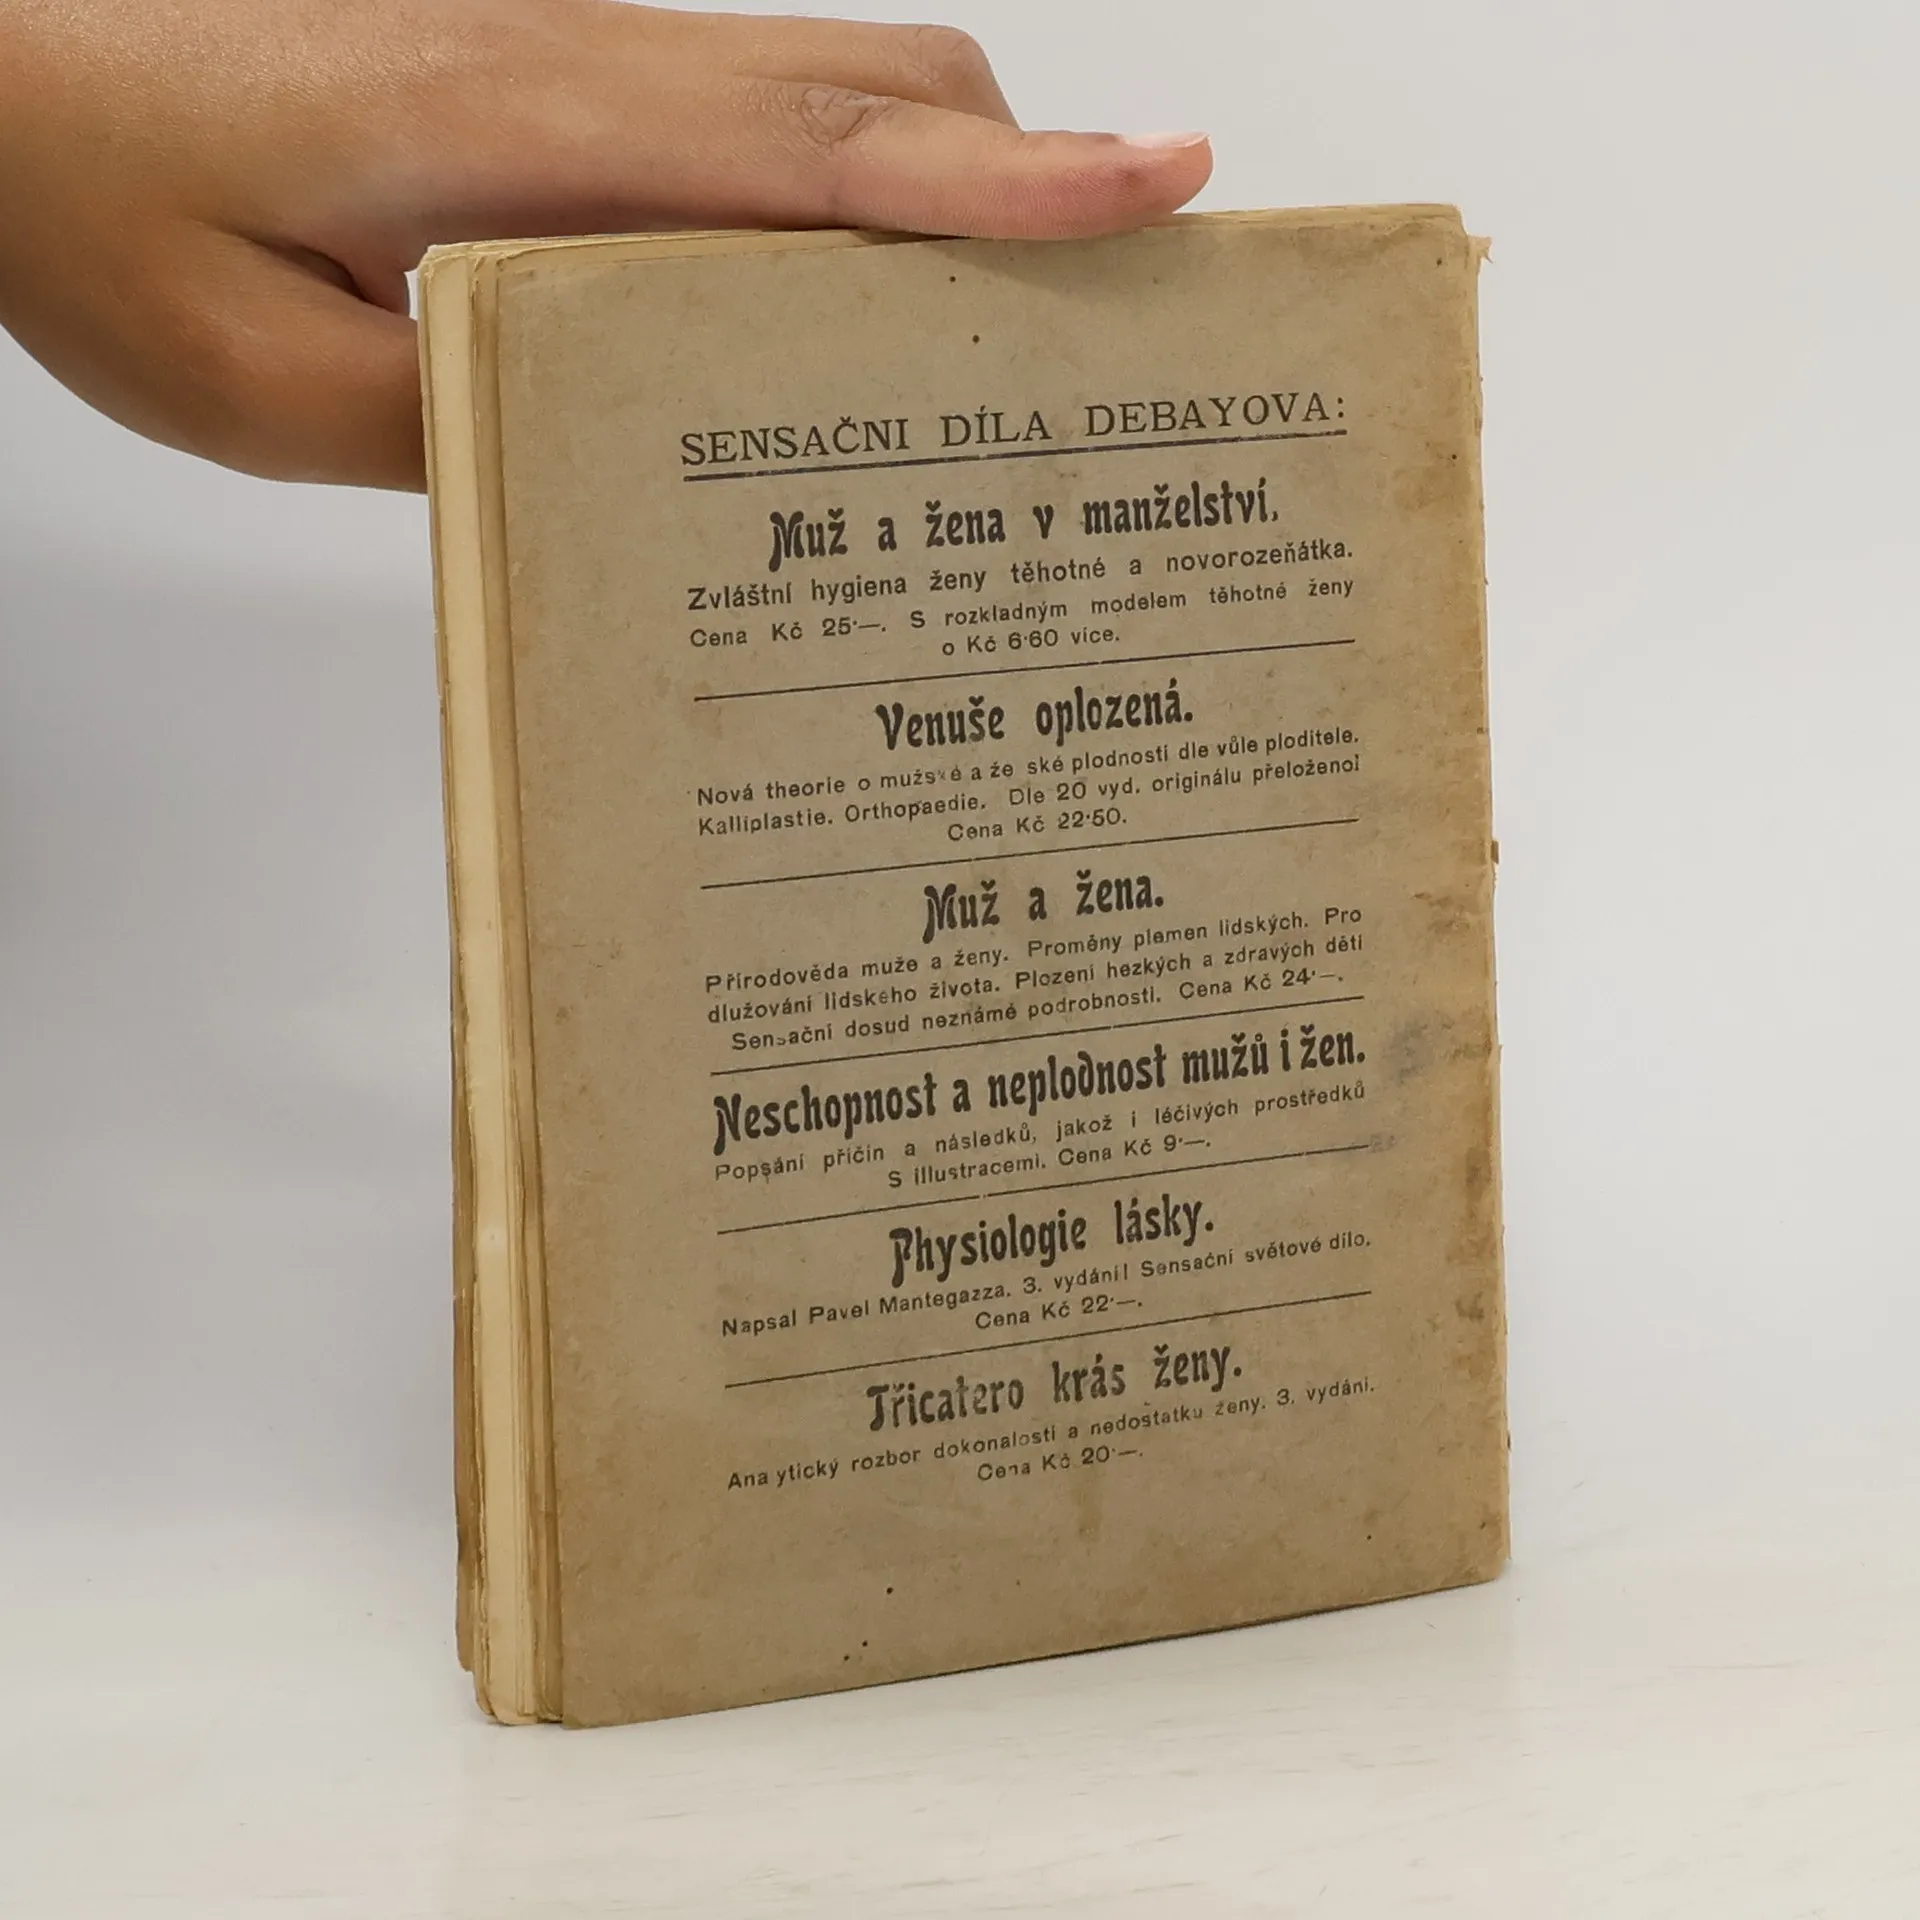 SENSAČNI DÍLA DEBAYOVA:
Muž a žena v manželství.
Zvláštní hygiena ženy těhotné a novorozeňátka.
Cena Kč 25·—. S rozkladným modelem těhotné ženy
o Kč 6·60 více.
Venuše oplozená.
Nová theorie o mužské a že ské plodnosti dle vůle ploditele.
Kalliplastie. Orthopaedie. Dle 20 vyd. originálu přeloženo!
Cena Kč 22·50.
Muž a žena.
Přírodověda muže a ženy. Proměny plemen lidských. Pro
dlužování lidského života. Plození hezkých a zdravých dětí
Sensační dosud neznámé podrobnosti. Cena Kč 24·—.
Neschopnost a neplodnost mužů i žen.
Popsání příčin a následků, jakož i léčivých prostředků
S illustracemi. Cena Kč 9·—.
Physiologie lásky.
Napsal Pavel Mantegazza. 3. vydání! Sensační světové dílo.
Cena Kč 22·—.
Třicatero krás ženy.
Ana ytický rozbor dokonalosti a nedostatku ženy. 3. vydání.
Cena Kč 20·—.